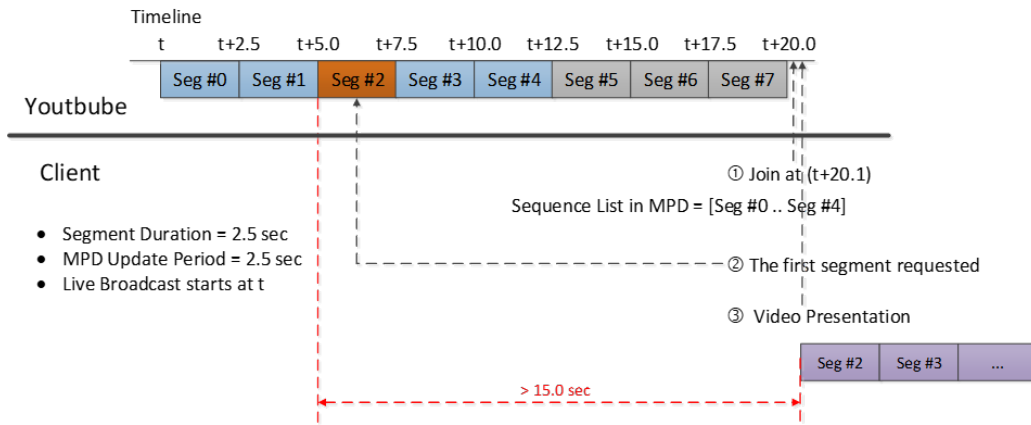 Timeline
t t+2.5 t+5.0 t+7.5 t+10.0 t+12.5 t+15.0 t+17.5 t+20.0
Seg #0 Seg #1 Seg #2 Seg #3 Seg #4 Seg #5 Seg #6 Seg #7
Youtbube
Client
① Join at (t+20.1)
Sequence List in MPD = [Seg #0 .. Seg #4]
• Segment Duration = 2.5 sec
• MPD Update Period = 2.5 sec
• Live Broadcast starts at t
② The first segment requested
③ Video Presentation
Seg #2 Seg #3 ...
> 15.0 sec